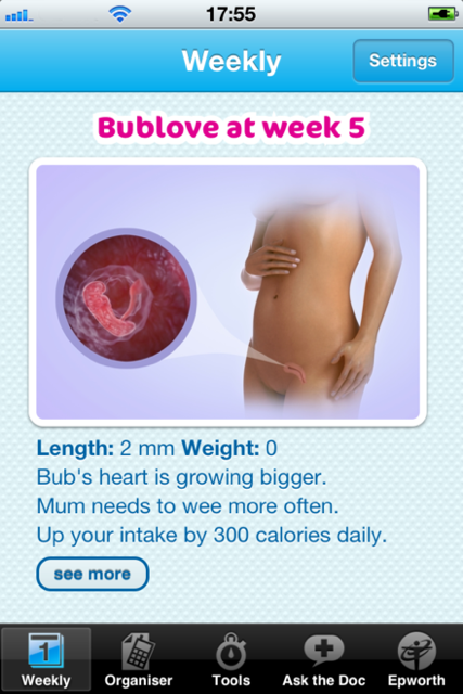 17:55
Weekly
Settings
Bublove at week 5
Length: 2 mm Weight: 0
Bub's heart is growing bigger.
Mum needs to wee more often.
Up your intake by 300 calories daily.
see more
1
Weekly Organiser Tools Ask the Doc Epworth